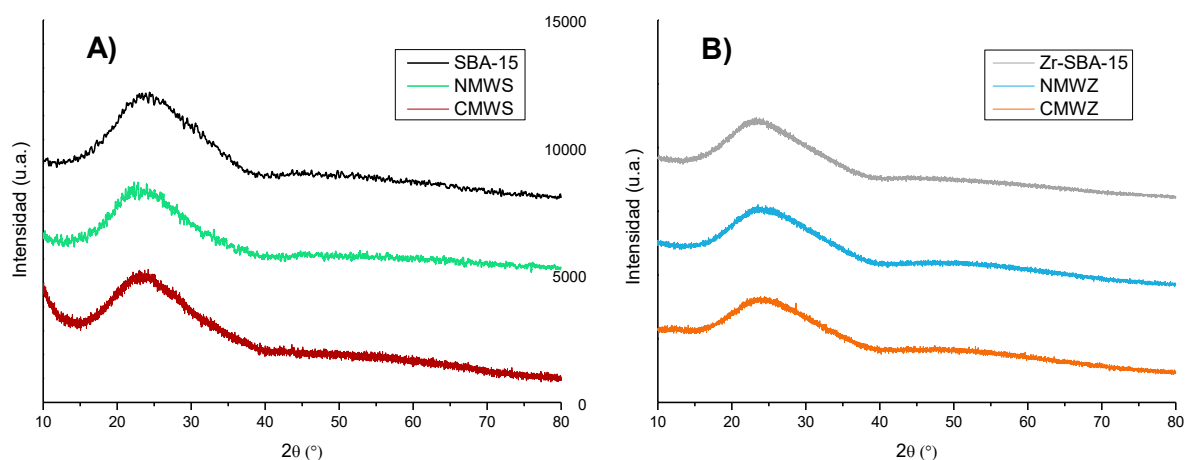 A)
SBA-15
NMWS
CMWS
Intensidad (u.a.)
10 20 30 40 50 60 70 80
2θ (°)
15000
10000
5000
0
B)
Zr-SBA-15
NMWZ
CMWZ
Intensidad (u.a.)
10 20 30 40 50 60 70 80
2θ (°)